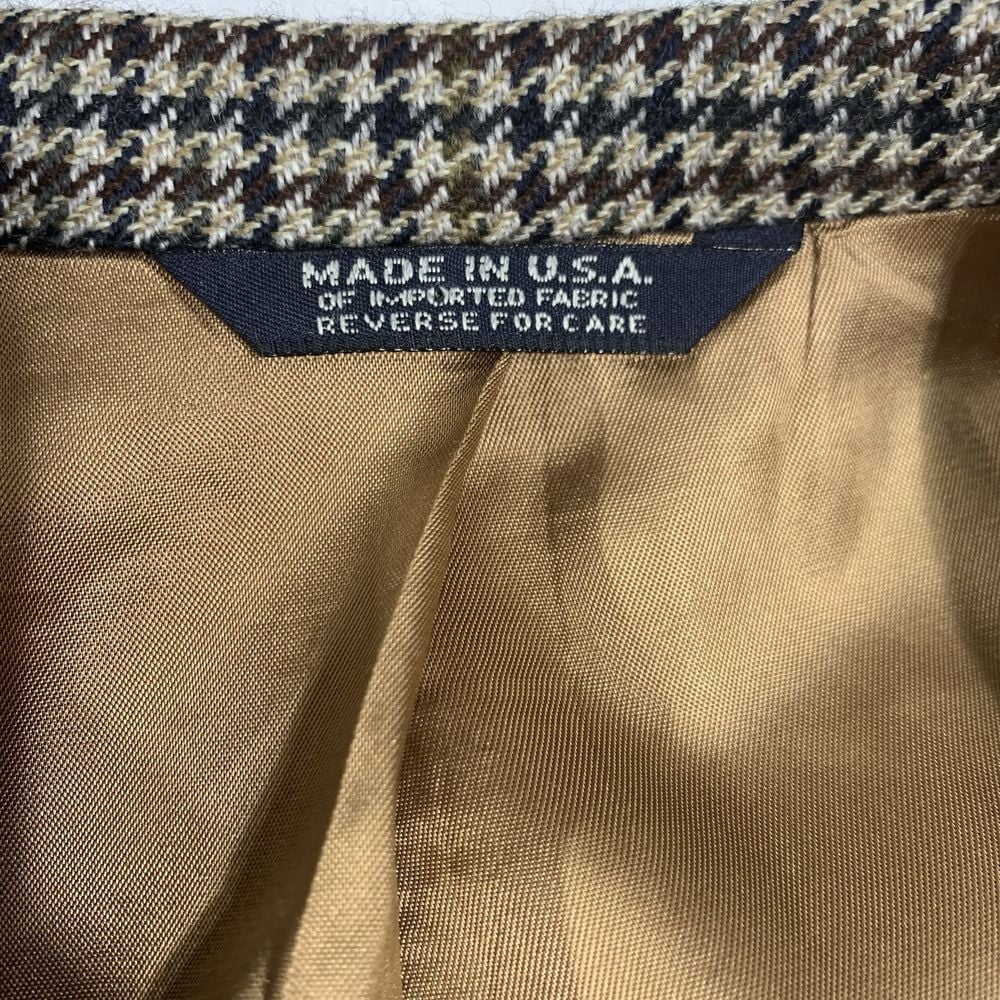 MADE IN U.S.A.
OF IMPORTED FABRIC
REVERSE FOR CARE